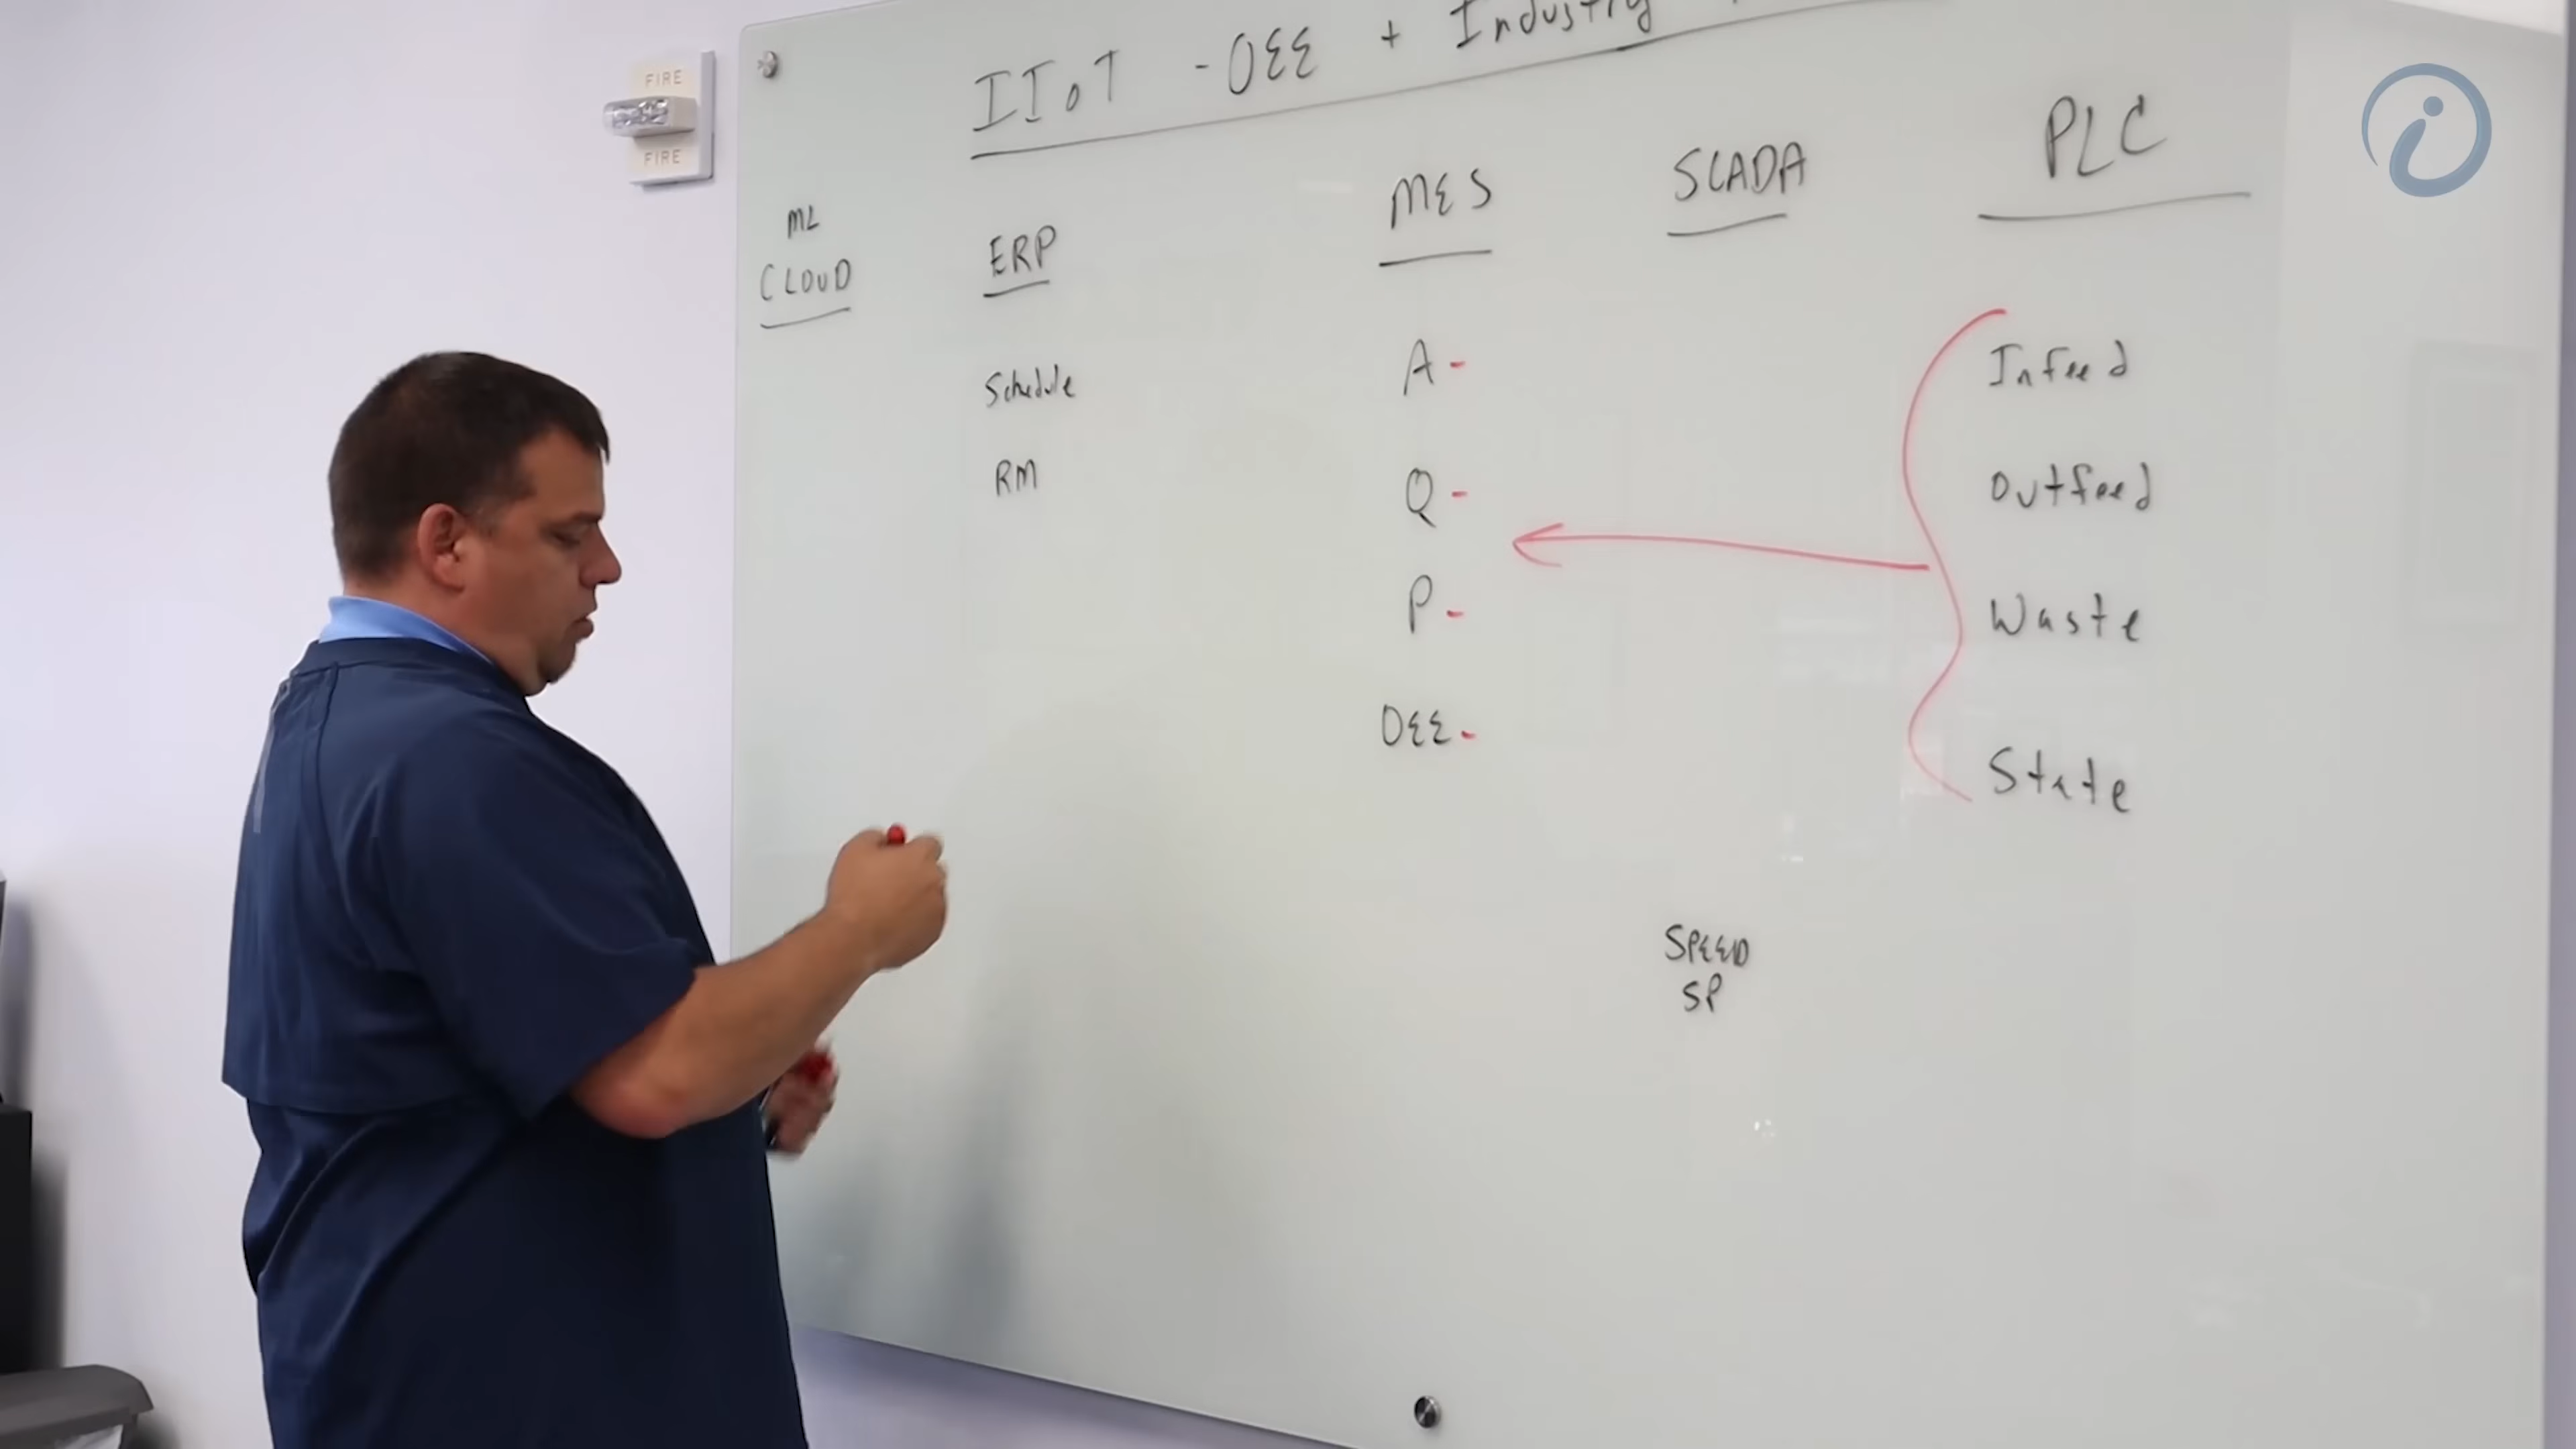 FIRE
FIRE
IIoT - OEE + Industry
ML
CLOUD
ERP
Schedule
RM
MES
A -
Q -
P -
OEE -
SCADA
SPEED
SP
PLC
Infeed
Outfeed
Waste
State